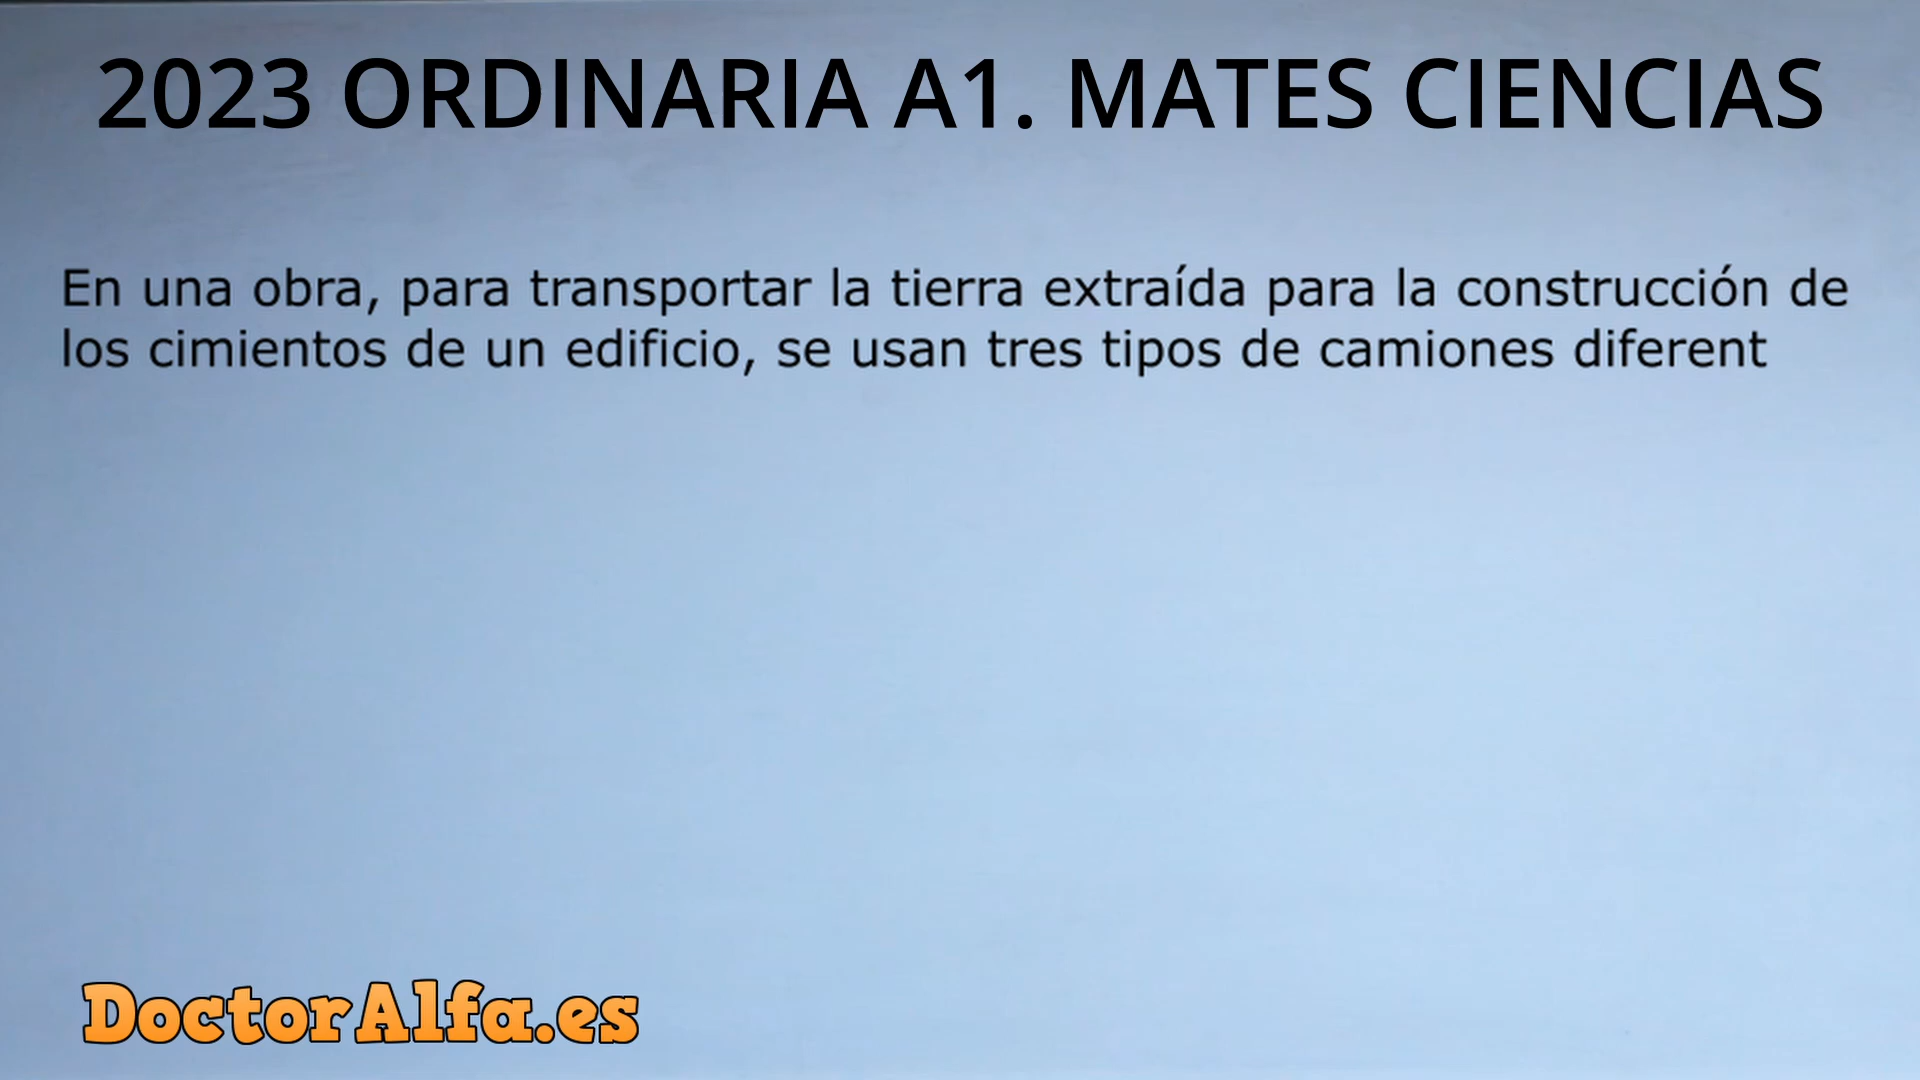 2023 ORDINARIA A1. MATES CIENCIAS
En una obra, para transportar la tierra extraída para la construcción de
los cimientos de un edificio, se usan tres tipos de camiones diferent
DoctorAlfa.es